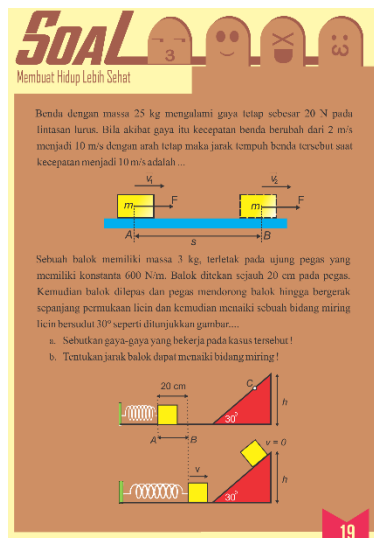 SOAL
Membuat Hidup Lebih Sehat
Benda dengan massa 25 kg mengalami gaya tetap sebesar 20 N pada
lintasan lurus. Bila akibat gaya itu kecepatan benda berubah dari 2 m/s
menjadi 10 m/s dengan arah tetap maka jarak tempuh benda tersebut saat
kecepatan menjadi 10 m/s adalah ...
v₁ v₂
m F m F
A B
s
Sebuah balok memiliki massa 3 kg, terletak pada ujung pegas yang
memiliki konstanta 600 N/m. Balok ditekan sejauh 20 cm pada pegas.
Kemudian balok dilepas dan pegas mendorong balok hingga bergerak
sepanjang permukaan licin dan kemudian menaiki sebuah bidang miring
licin bersudut 30° seperti ditunjukkan gambar....
a. Sebutkan gaya-gaya yang bekerja pada kasus tersebut !
b. Tentukan jarak balok dapat menaiki bidang miring !
20 cm C
h
30°
A B
v = 0
v
h
30°
19